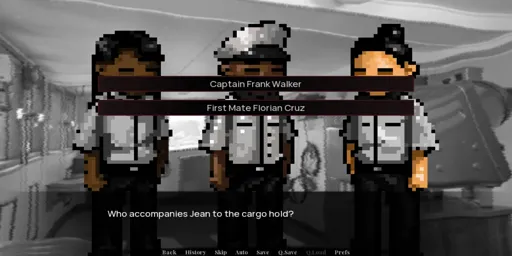 Captain Frank Walker
First Mate Florian Cruz
Who accompanies Jean to the cargo hold?
Back History Skip Auto Save Q.Save Q.Load Prefs